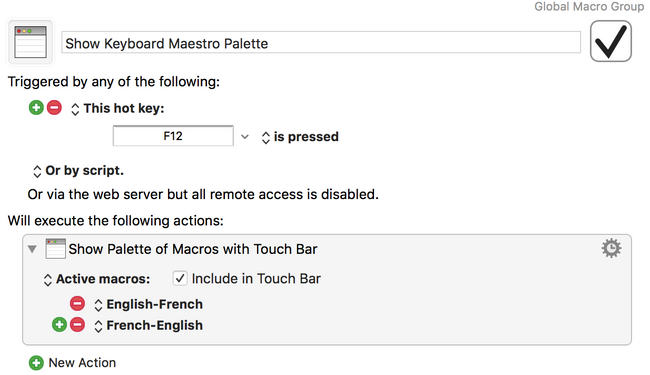 Global Macro Group
Show Keyboard Maestro Palette
Triggered by any of the following:
This hot key:
F12 is pressed
Or by script.
Or via the web server but all remote access is disabled.
Will execute the following actions:
Show Palette of Macros with Touch Bar
Active macros: Include in Touch Bar
English-French
French-English
New Action